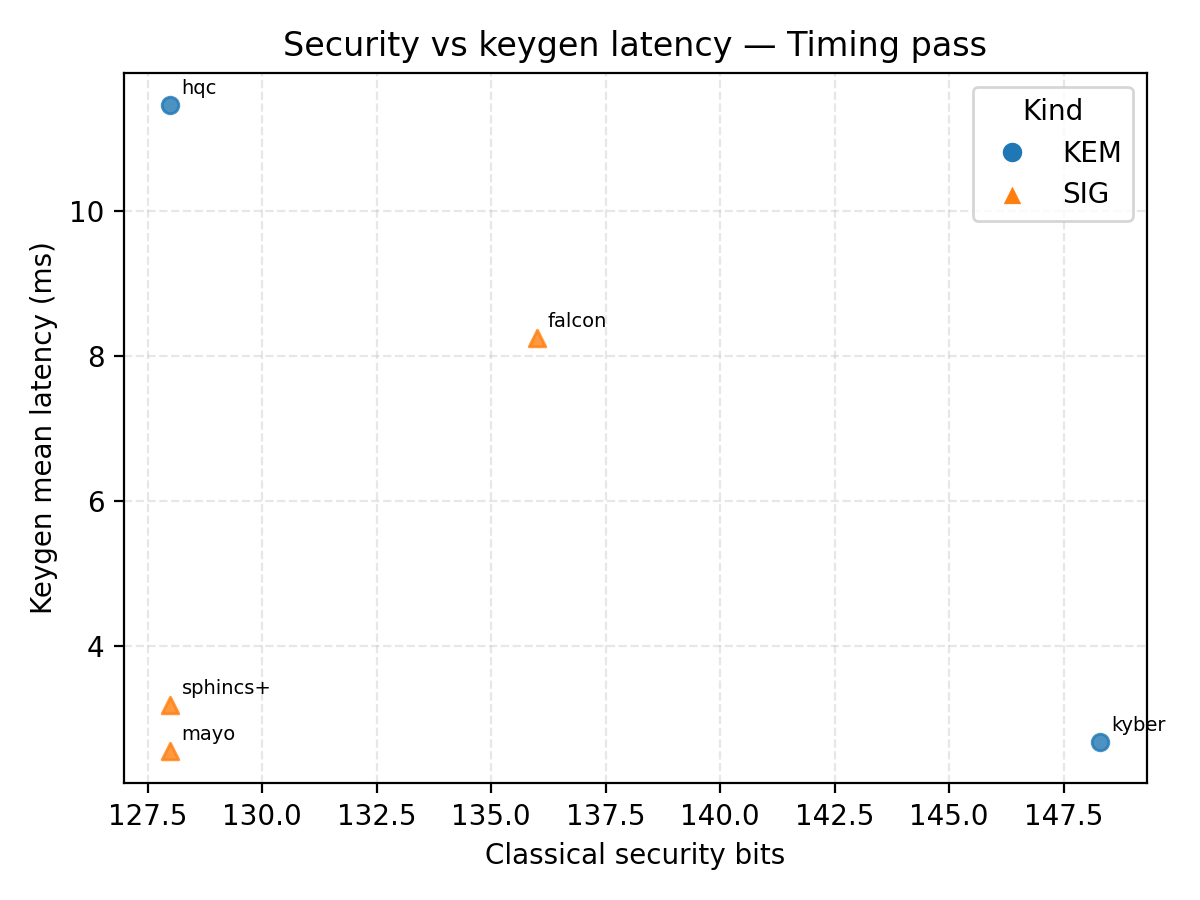 Security vs keygen latency — Timing pass
hqc
Kind
KEM
SIG
10
falcon
8
Keygen mean latency (ms)
6
4
sphincs+
mayo
kyber
127.5 130.0 132.5 135.0 137.5 140.0 142.5 145.0 147.5
Classical security bits